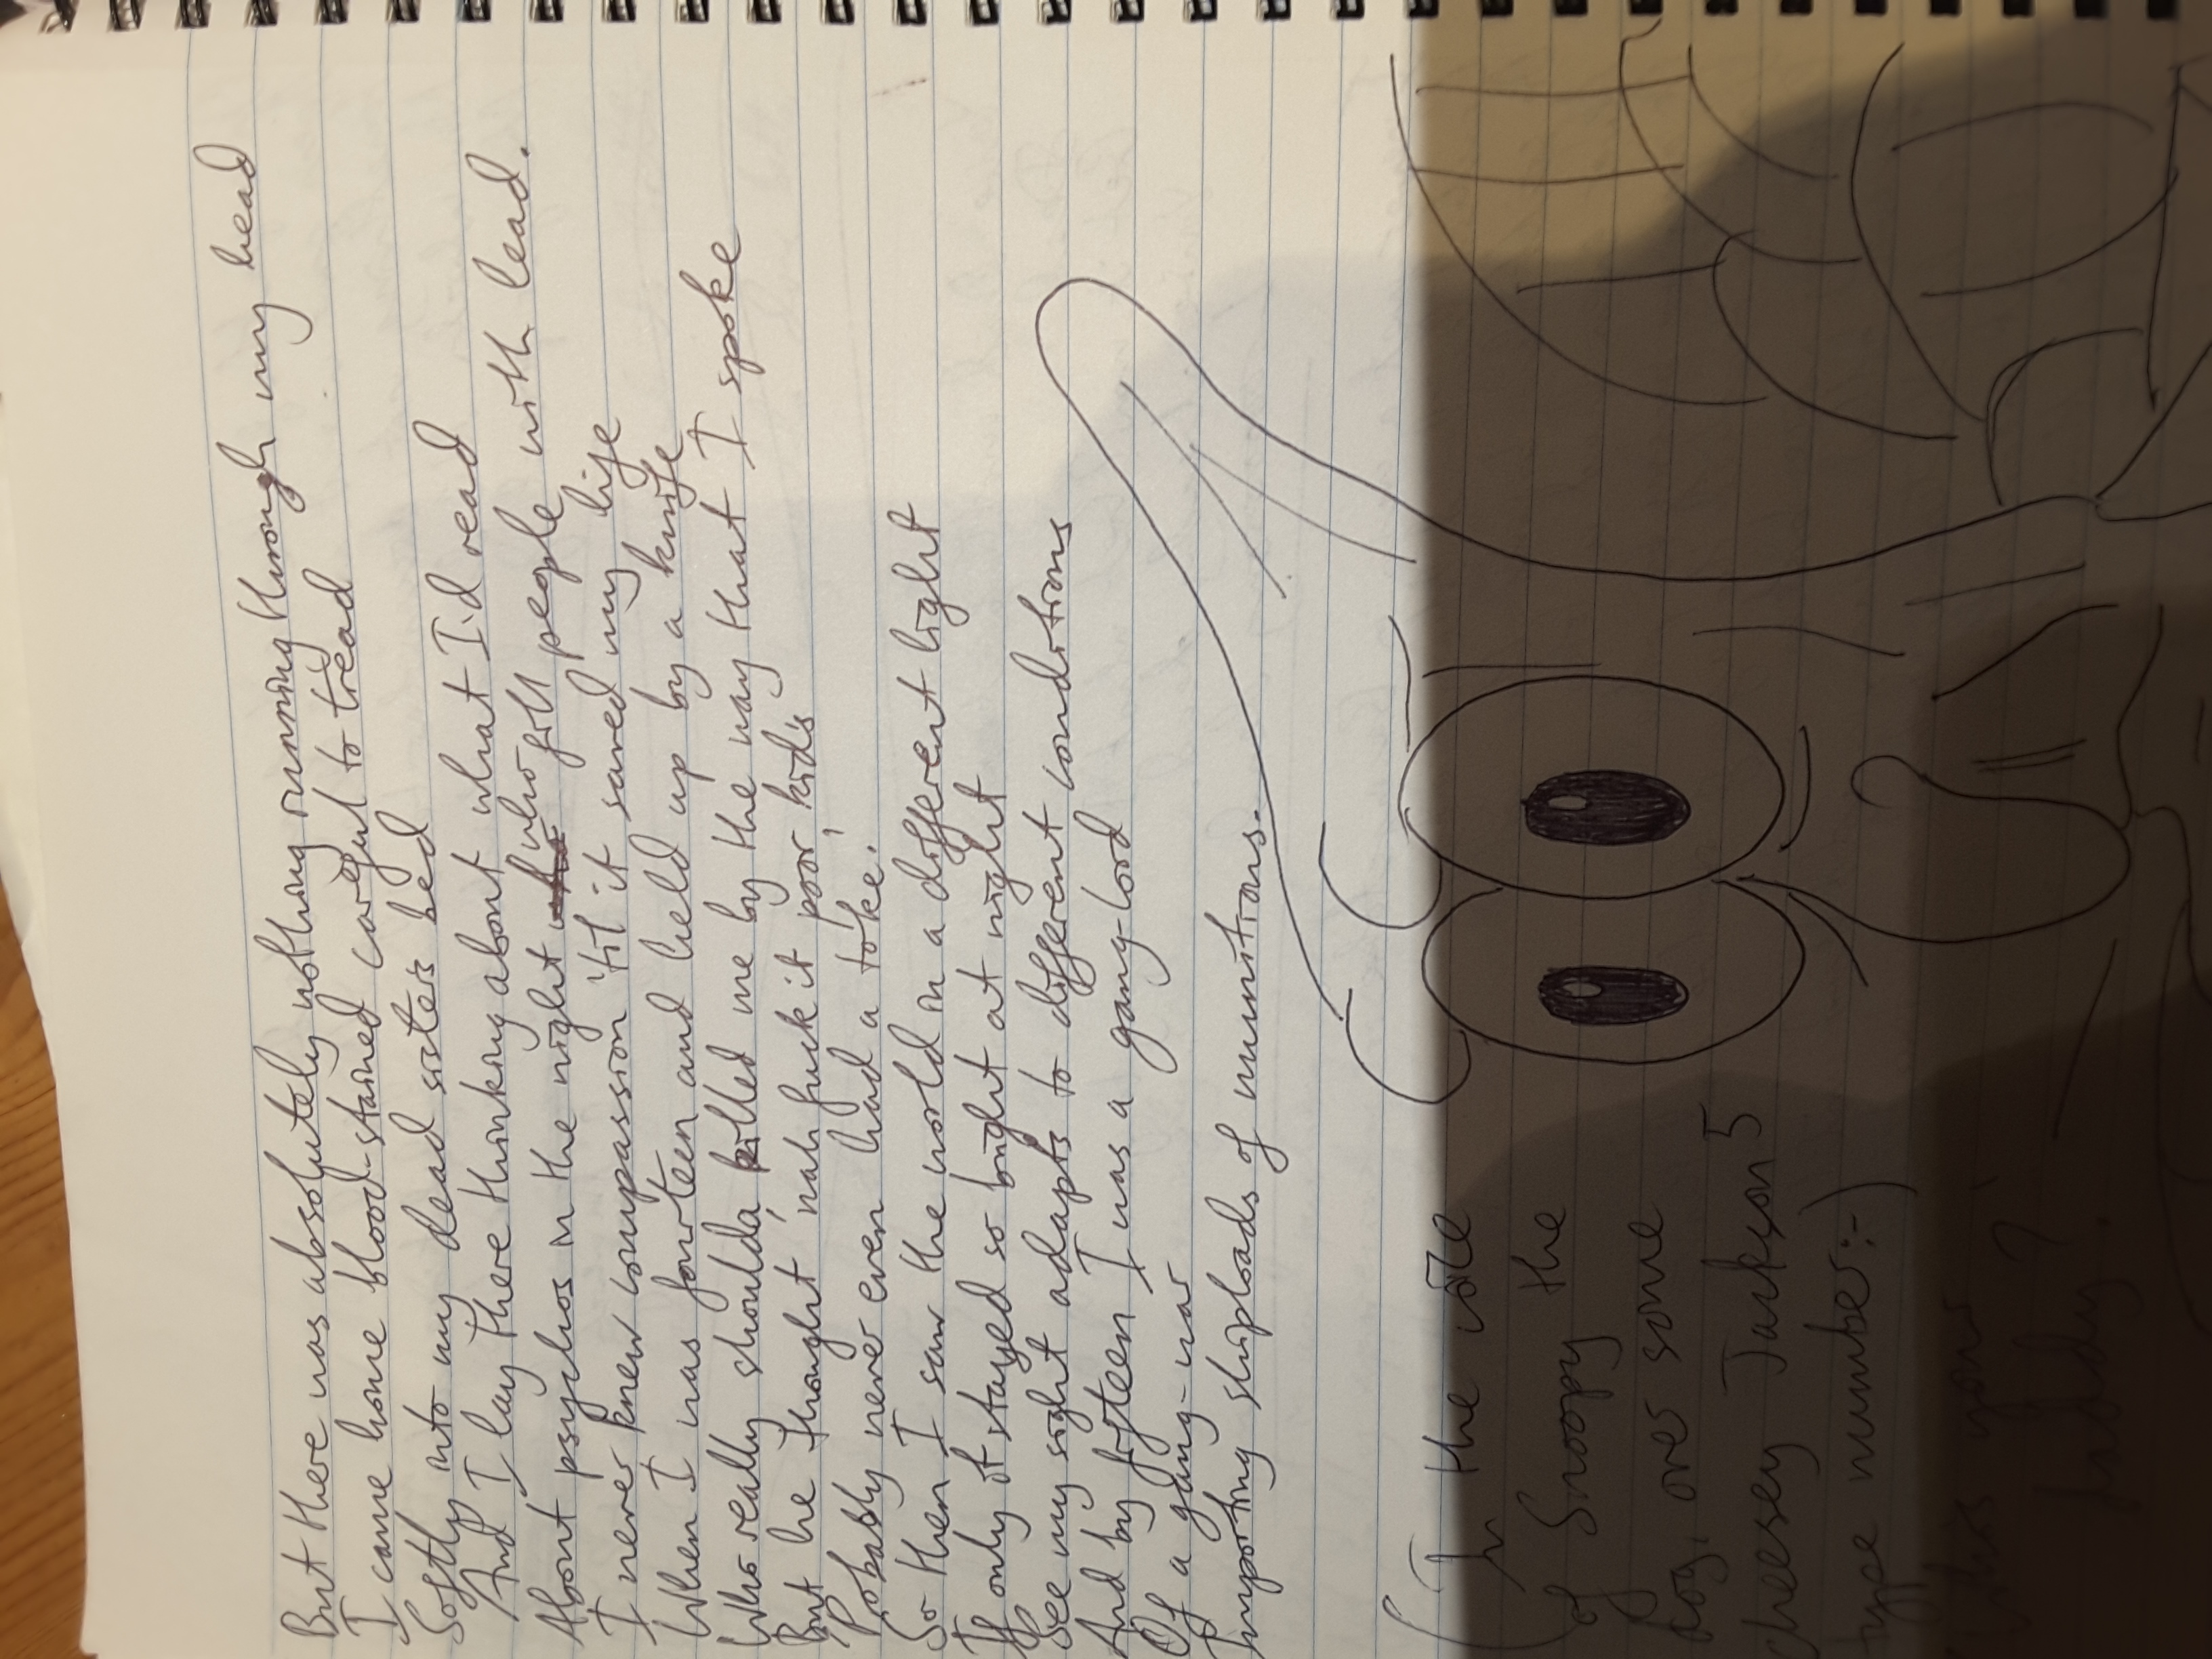 But there was absolutely nothing running through my head
I came home blood-stained careful to tread
Softly into my dead sister's bed
And I lay there thinking about what I'd read
About psychos in the night who fill people with lead.
I never knew compassion 'til it saved my life
When I was fourteen and held up by a knife
Who really shoulda killed me by the way that I spoke
But he thought 'nah fuck it poor kid's
Probably never even had a toke.'
So then I saw the world in a different light
If only it stayed so bright at night
See my sight adapts to different conditions
And by fifteen I was a gang-lord
Of a gang-war
Importing shiploads of munitions.
(In the voice
of Snoopy the
dog, over some
cheesey Jackson 5
type number:-)
'Who's your
daddy?'